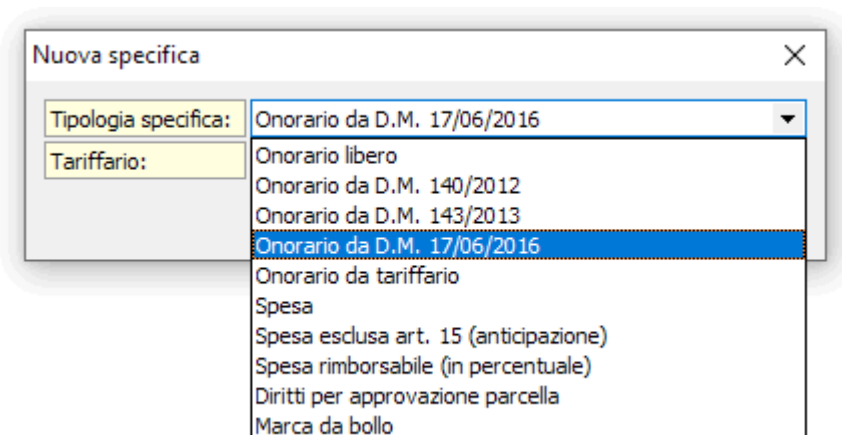 Nuova specifica
Tipologia specifica: Onorario da D.M. 17/06/2016
Tariffario:
Onorario libero
Onorario da D.M. 140/2012
Onorario da D.M. 143/2013
Onorario da D.M. 17/06/2016
Onorario da tariffario
Spesa
Spesa esclusa art. 15 (anticipazione)
Spesa rimborsabile (in percentuale)
Diritti per approvazione parcella
Marca da bollo